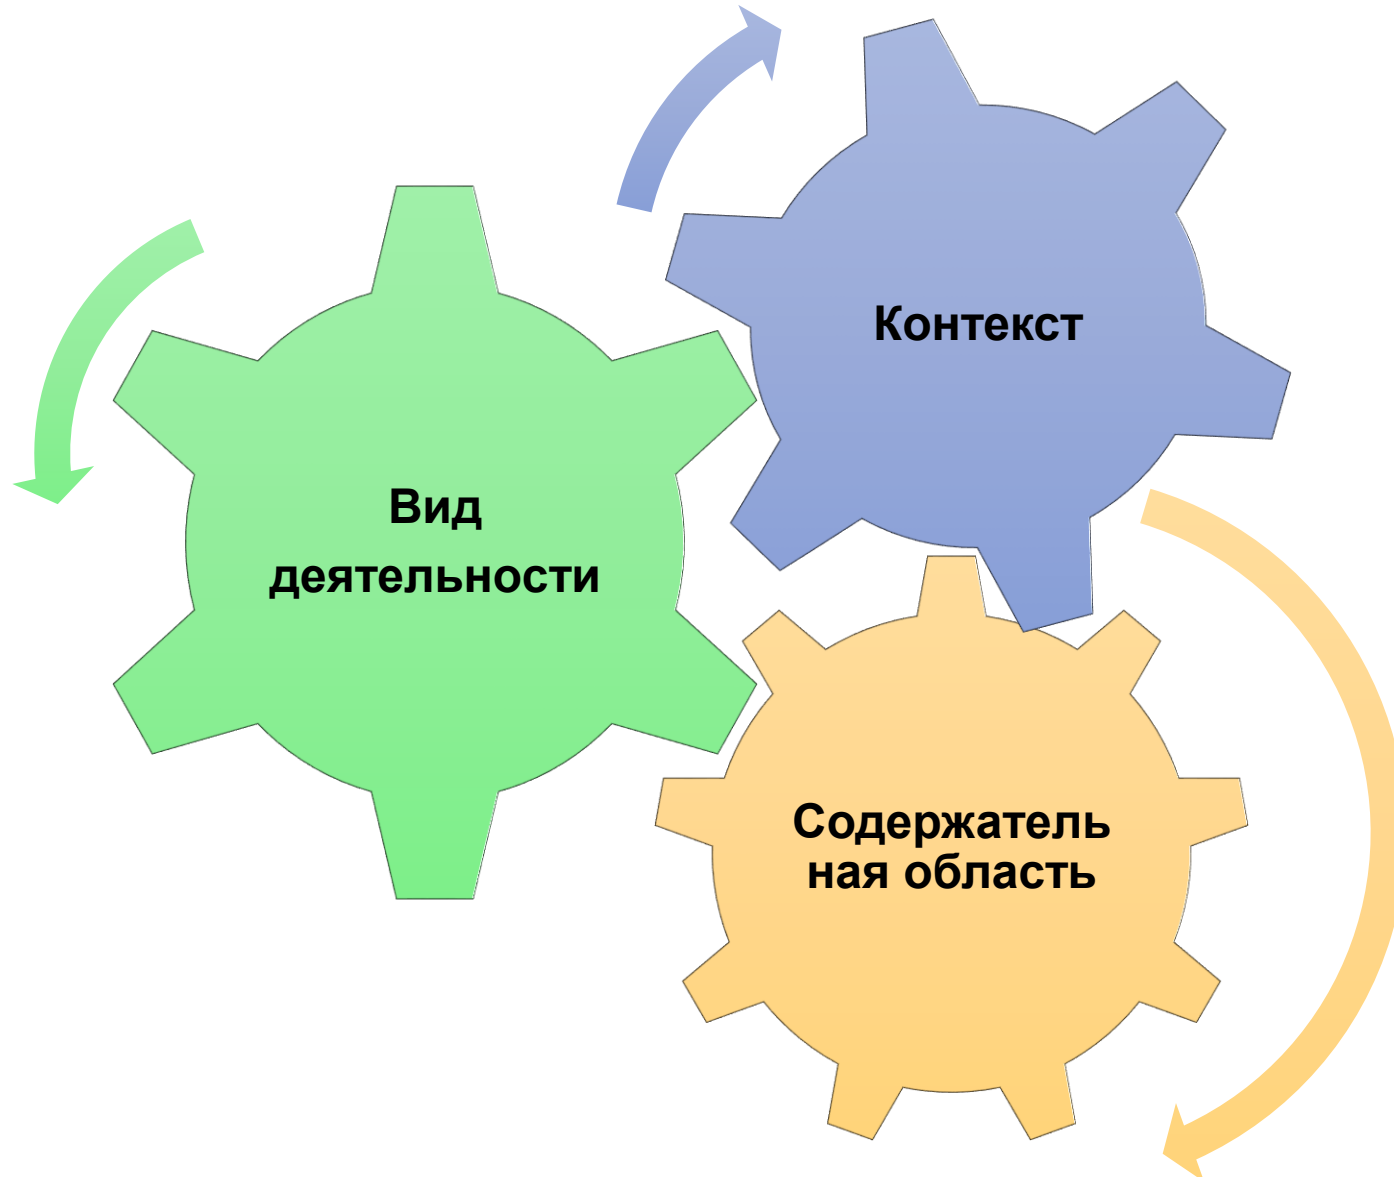 Контекст
Вид
деятельности
Содержатель
ная область